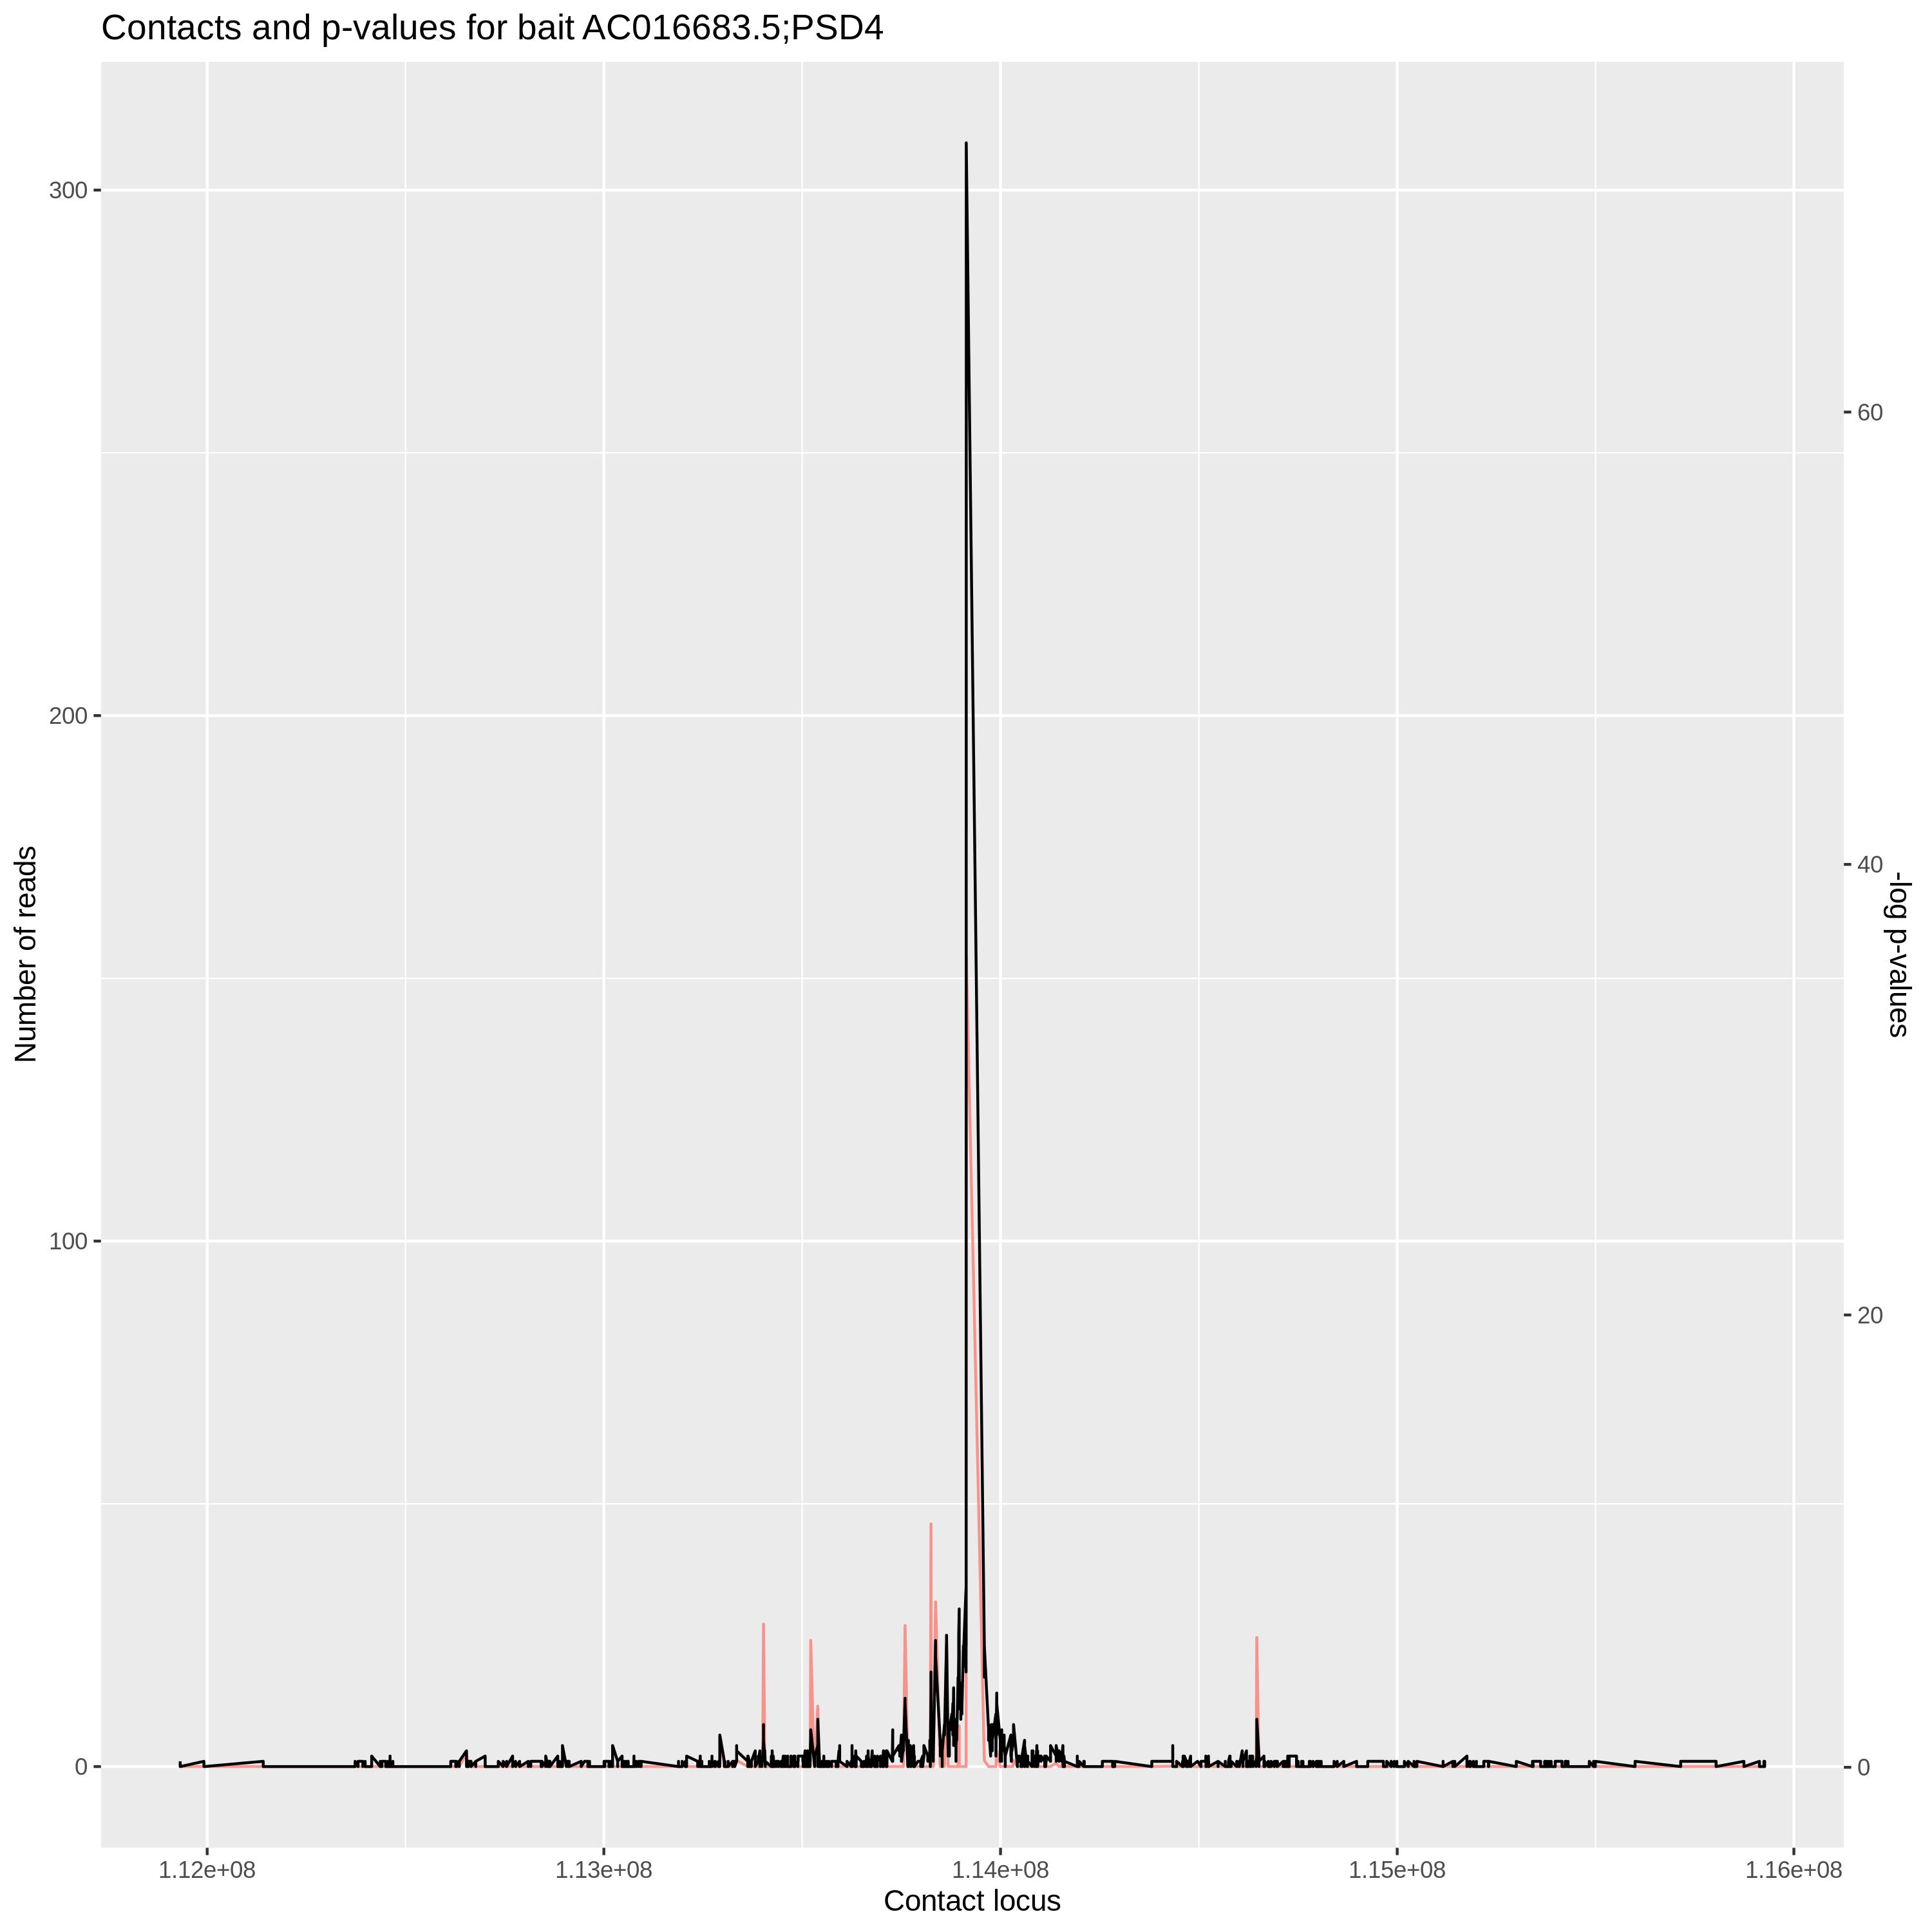 Contacts and p-values for bait AC016683.5;PSD4
300
200
100
0
Number of reads
60
40
20
0
-log p-values
1.12e+08
1.13e+08
1.14e+08
1.15e+08
1.16e+08
Contact locus